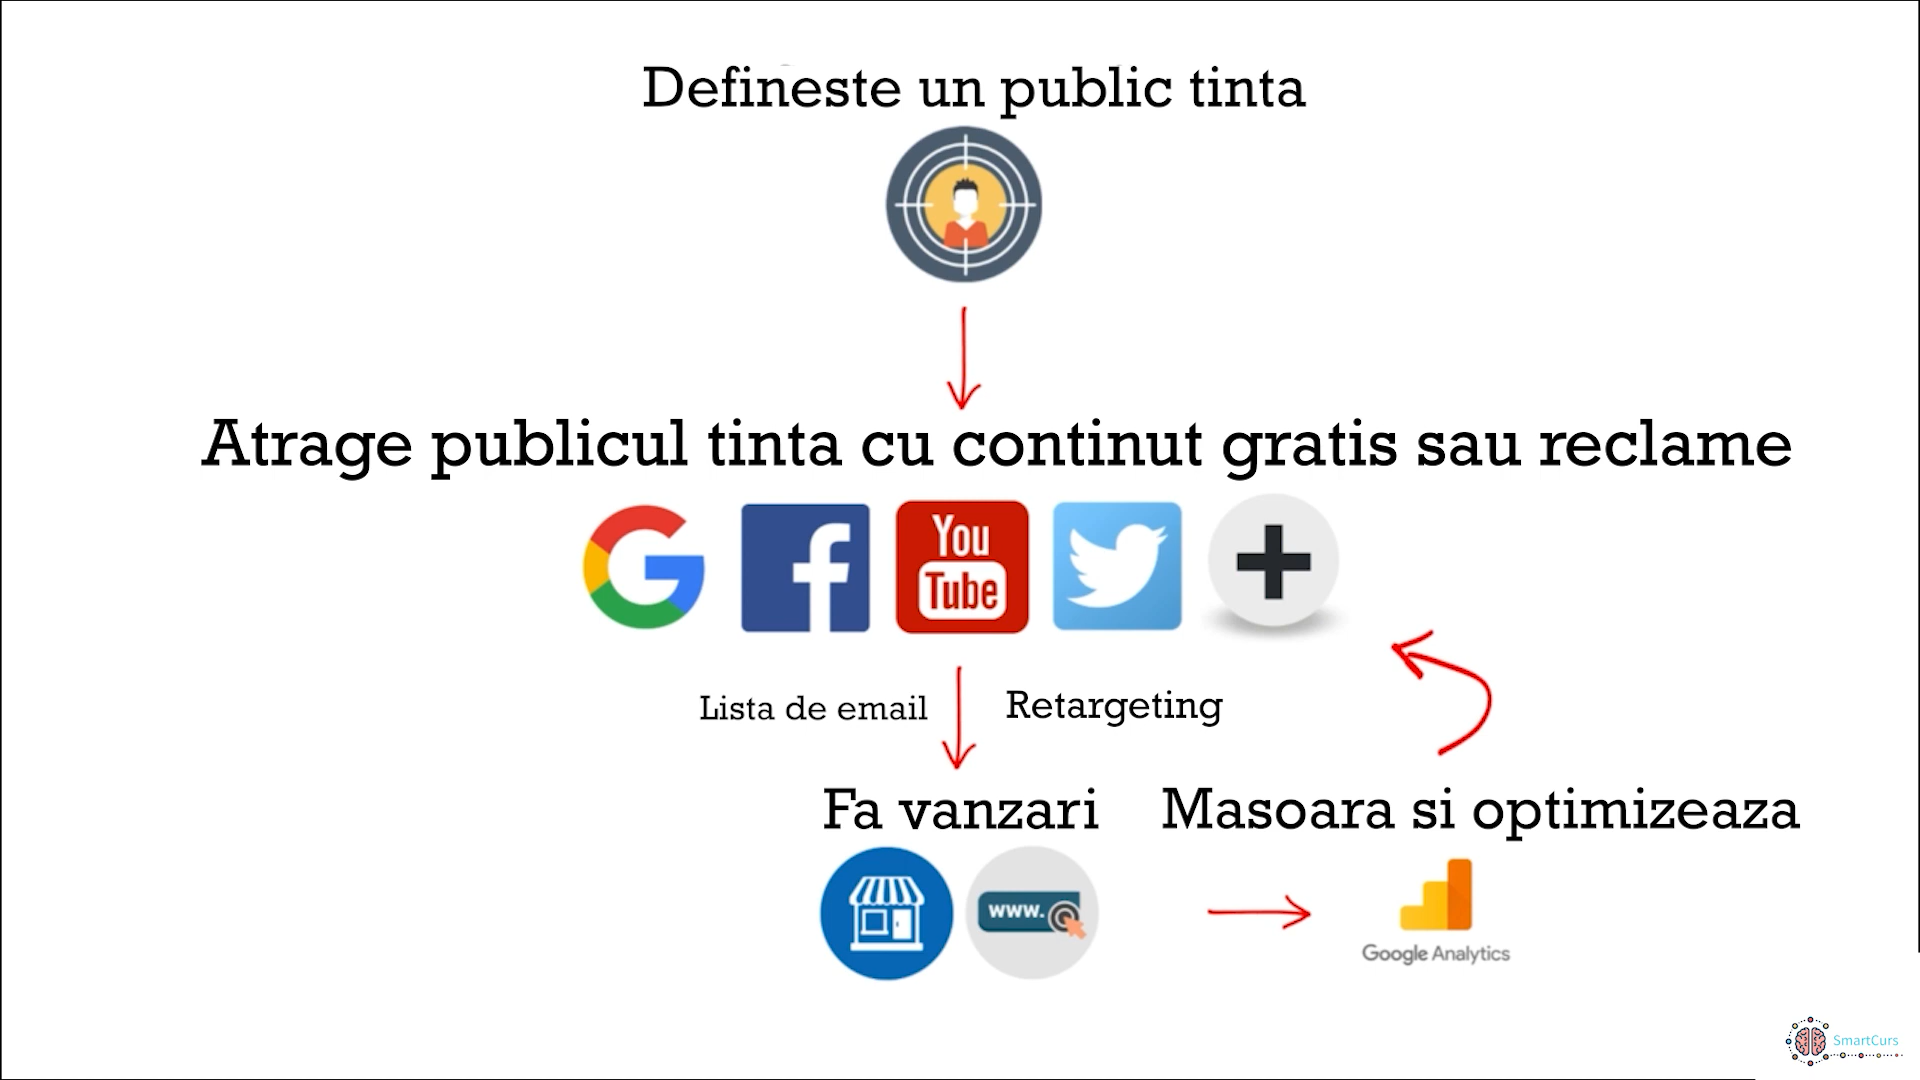 Defineste un public tinta
Atrage publicul tinta cu continut gratis sau reclame
You
Tube
Lista de email
Retargeting
Fa vanzari
Masoara si optimizeaza
www.
Google Analytics
SmartCurs